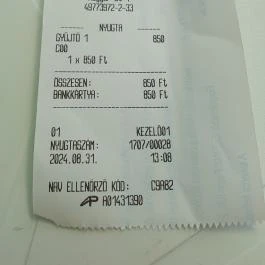 49773972-2-33
NYUGTA
GYŰJTŐ 1 850
C00
1 x 850 Ft
ÖSSZESEN: 850 Ft
BANKKÁRTYA: 850 Ft
01 KEZELŐ01
NYUGTASZÁM: 1707/00028
2024.08.31. 13:08
NAV ELLENŐRZŐ KÓD: C9A82
AP A01431390